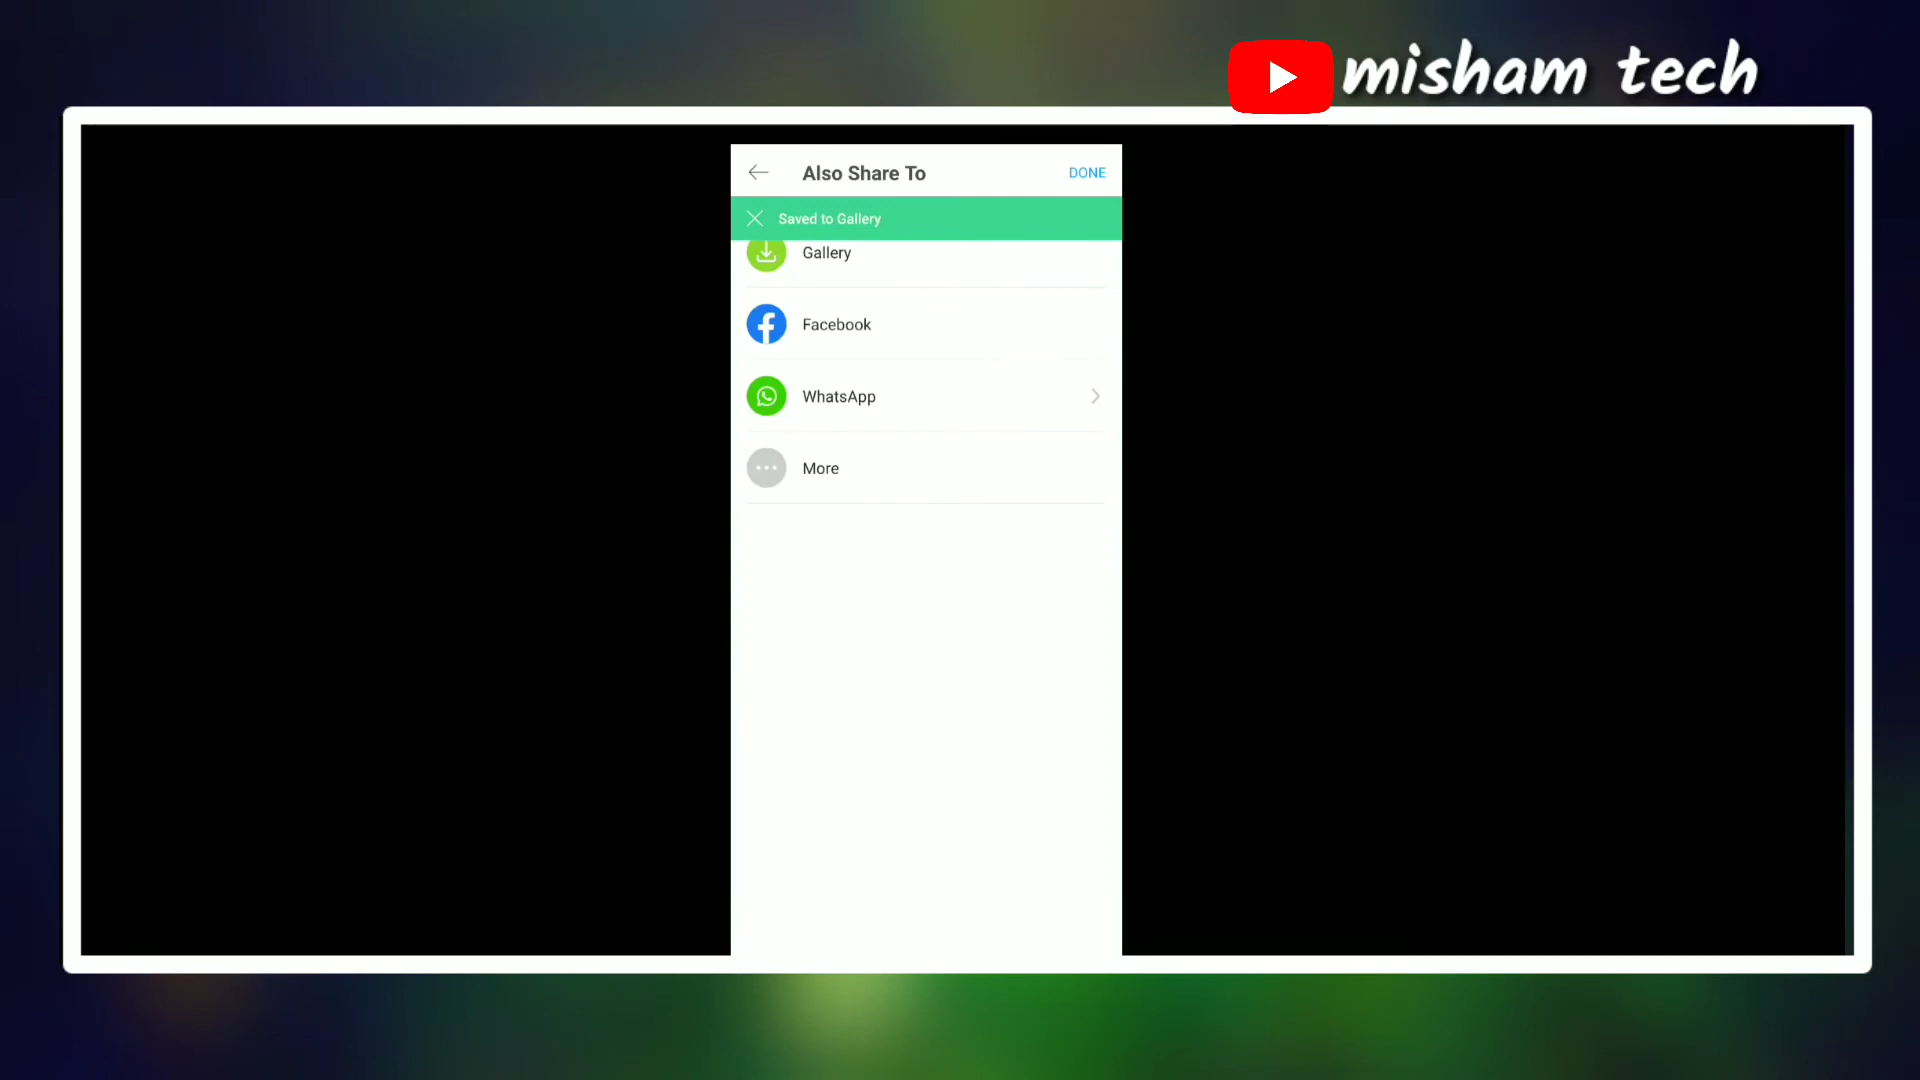 misham tech
Also Share To
DONE
Saved to Gallery
Gallery
Facebook
WhatsApp
More